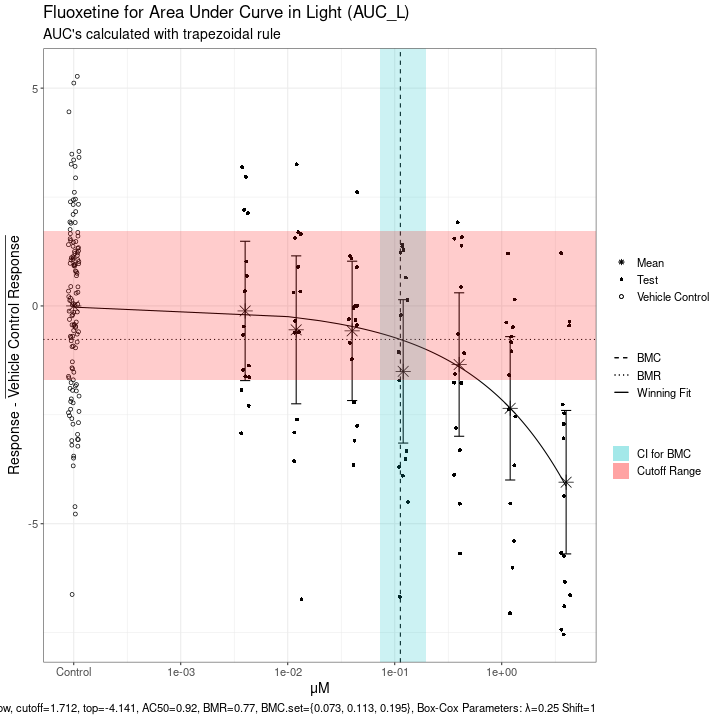 Fluoxetine for Area Under Curve in Light (AUC_L)
AUC's calculated with trapezoidal rule
Response - Vehicle Control Response
5
0
-5
Control
1e-03
1e-02
1e-01
1e+00
µM
Mean
Test
Vehicle Control
BMC
BMR
Winning Fit
CI for BMC
Cutoff Range
cutoff=1.712, top=-4.141, AC50=0.92, BMR=0.77, BMC.set={0.073, 0.113, 0.195}, Box-Cox Parameters: λ=0.25 Shift=1